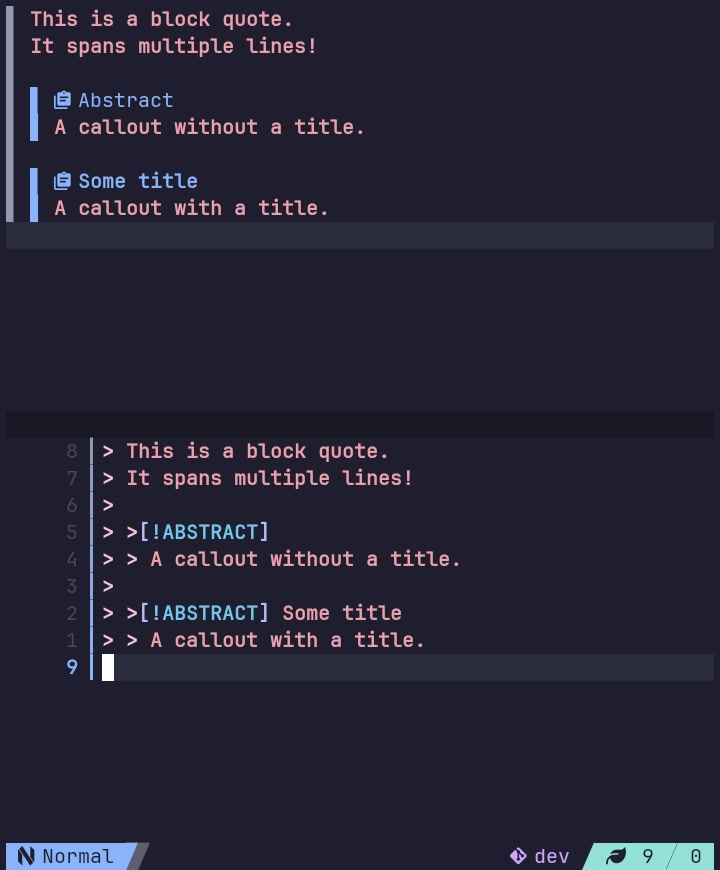 This is a block quote.
It spans multiple lines!
Abstract
A callout without a title.
Some title
A callout with a title.
8 > This is a block quote.
7 > It spans multiple lines!
6 >
5 > >[!ABSTRACT]
4 > > A callout without a title.
3 >
2 > >[!ABSTRACT] Some title
1 > > A callout with a title.
9
Normal dev 9 / 0